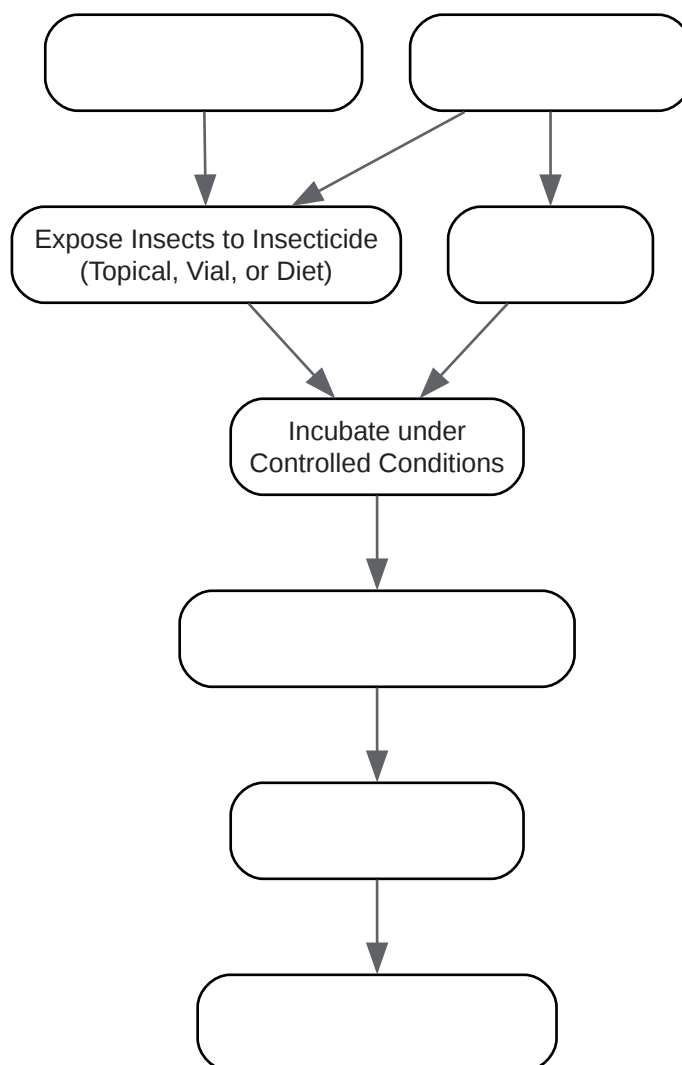 Expose Insects to Insecticide
(Topical, Vial, or Diet)
Incubate under
Controlled Conditions